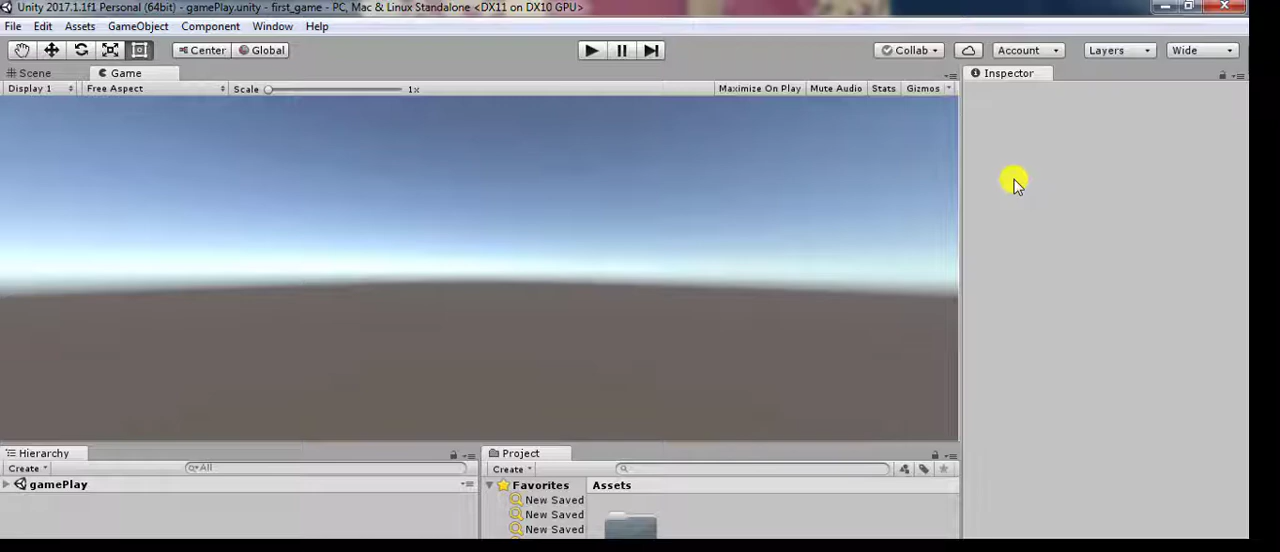 Unity 2017.1.1f1 Personal (64bit) - gamePlay.unity - first_game - PC, Mac & Linux Standalone <DX11 on DX10 GPU>
File Edit Assets GameObject Component Window Help
Center Global Collab Account Layers Wide
Scene Game Inspector
Display 1 Free Aspect Scale 1x Maximize On Play Mute Audio Stats Gizmos
Hierarchy Project
Create All Create
gamePlay Favorites Assets
New Saved
New Saved
New Saved